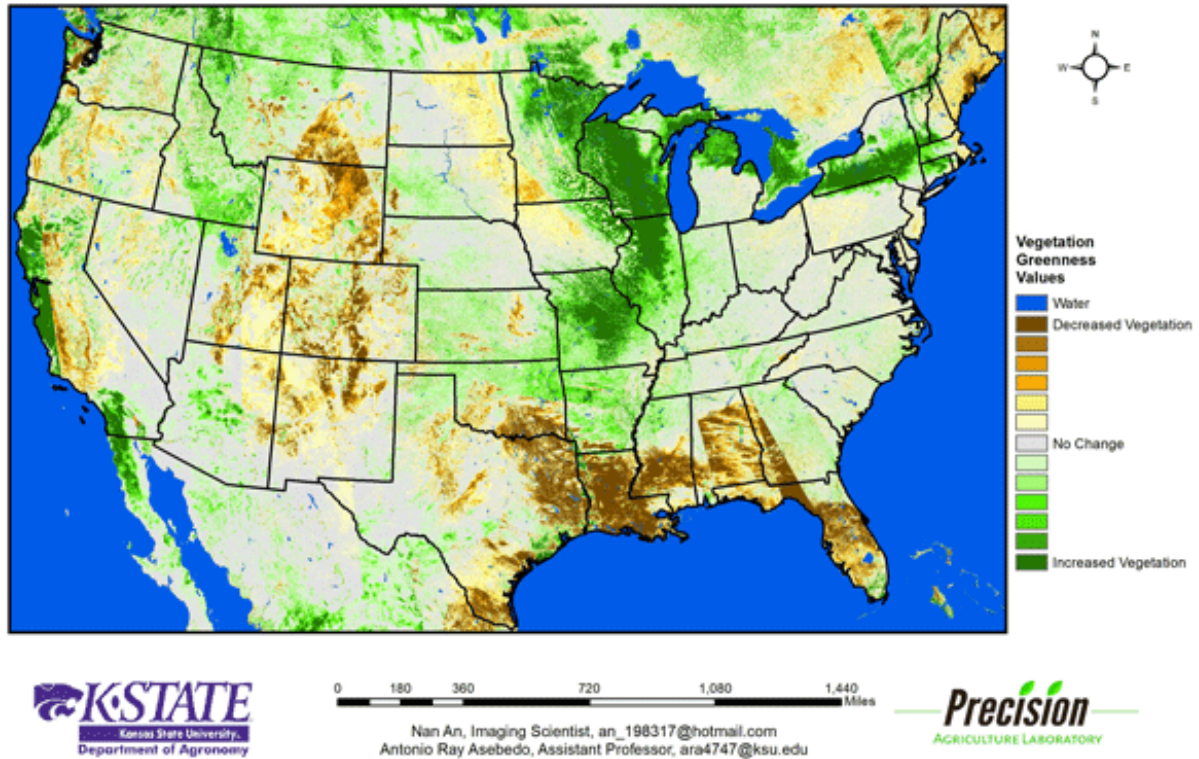 N
W E
S
Vegetation
Greenness
Values
Water
Decreased Vegetation
No Change
Increased Vegetation
K-STATE
Kansas State University.
Department of Agronomy
0 180 360 720 1,080 1,440
Miles
Nan An, Imaging Scientist, an_198317@hotmail.com
Antonio Ray Asebedo, Assistant Professor, ara4747@ksu.edu
Precision
AGRICULTURE LABORATORY